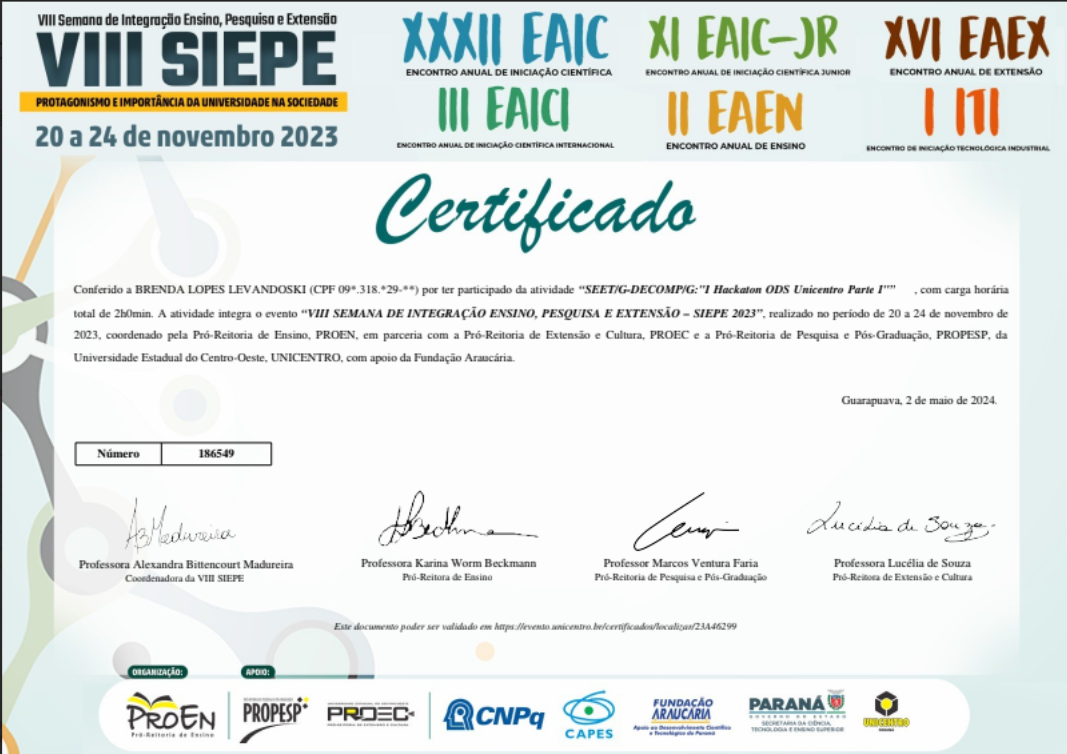 VIII Semana de Integração Ensino, Pesquisa e Extensão
VIII SIEPE
PROTAGONISMO E IMPORTÂNCIA DA UNIVERSIDADE NA SOCIEDADE
20 a 24 de novembro 2023
XXXII EAIC
ENCONTRO ANUAL DE INICIAÇÃO CIENTÍFICA
XI EAIC-JR
ENCONTRO ANUAL DE INICIAÇÃO CIENTÍFICA JUNIOR
XVI EAEX
ENCONTRO ANUAL DE EXTENSÃO
III EAICI
ENCONTRO ANUAL DE INICIAÇÃO CIENTÍFICA INTERNACIONAL
II EAEN
ENCONTRO ANUAL DE ENSINO
I ITI
ENCONTRO DE INICIAÇÃO TECNOLÓGICA INDUSTRIAL
Certificado
Conferido a BRENDA LOPES LEVANDOSKI (CPF 09*.318.*29-**) por ter participado da atividade “SEET/G-DECOMP/G:"I Hackaton ODS Unicentro Parte I"” , com carga horária
total de 2h0min. A atividade integra o evento “VIII SEMANA DE INTEGRAÇÃO ENSINO, PESQUISA E EXTENSÃO – SIEPE 2023”, realizado no período de 20 a 24 de novembro de
2023, coordenado pela Pró-Reitoria de Ensino, PROEN, em parceria com a Pró-Reitoria de Extensão e Cultura, PROEC e a Pró-Reitoria de Pesquisa e Pós-Graduação, PROPESP, da
Universidade Estadual do Centro-Oeste, UNICENTRO, com apoio da Fundação Araucária.
Guarapuava, 2 de maio de 2024.
Número 186549
ABMadureira
Lucélia de Souza
Professora Alexandra Bittencourt Madureira
Coordenadora da VIII SIEPE
Professora Karina Worm Beckmann
Pró-Reitora de Ensino
Professor Marcos Ventura Faria
Pró-Reitoria de Pesquisa e Pós-Graduação
Professora Lucélia de Souza
Pró-Reitora de Extensão e Cultura
Este documento poder ser validado em https://evento.unicentro.br/certificados/localizar/23A46299
ORGANIZAÇÃO:
APOIO:
PROEN
Pró-Reitoria de Ensino
PROPESP
PROEC
CNPq
CAPES
FUNDAÇÃO
ARAUCÁRIA
Apoio ao Desenvolvimento Científico
e Tecnológico do Paraná
PARANÁ
GOVERNO DO ESTADO
SECRETARIA DA CIÊNCIA,
TECNOLOGIA E ENSINO SUPERIOR
UNICENTRO
PARANÁ